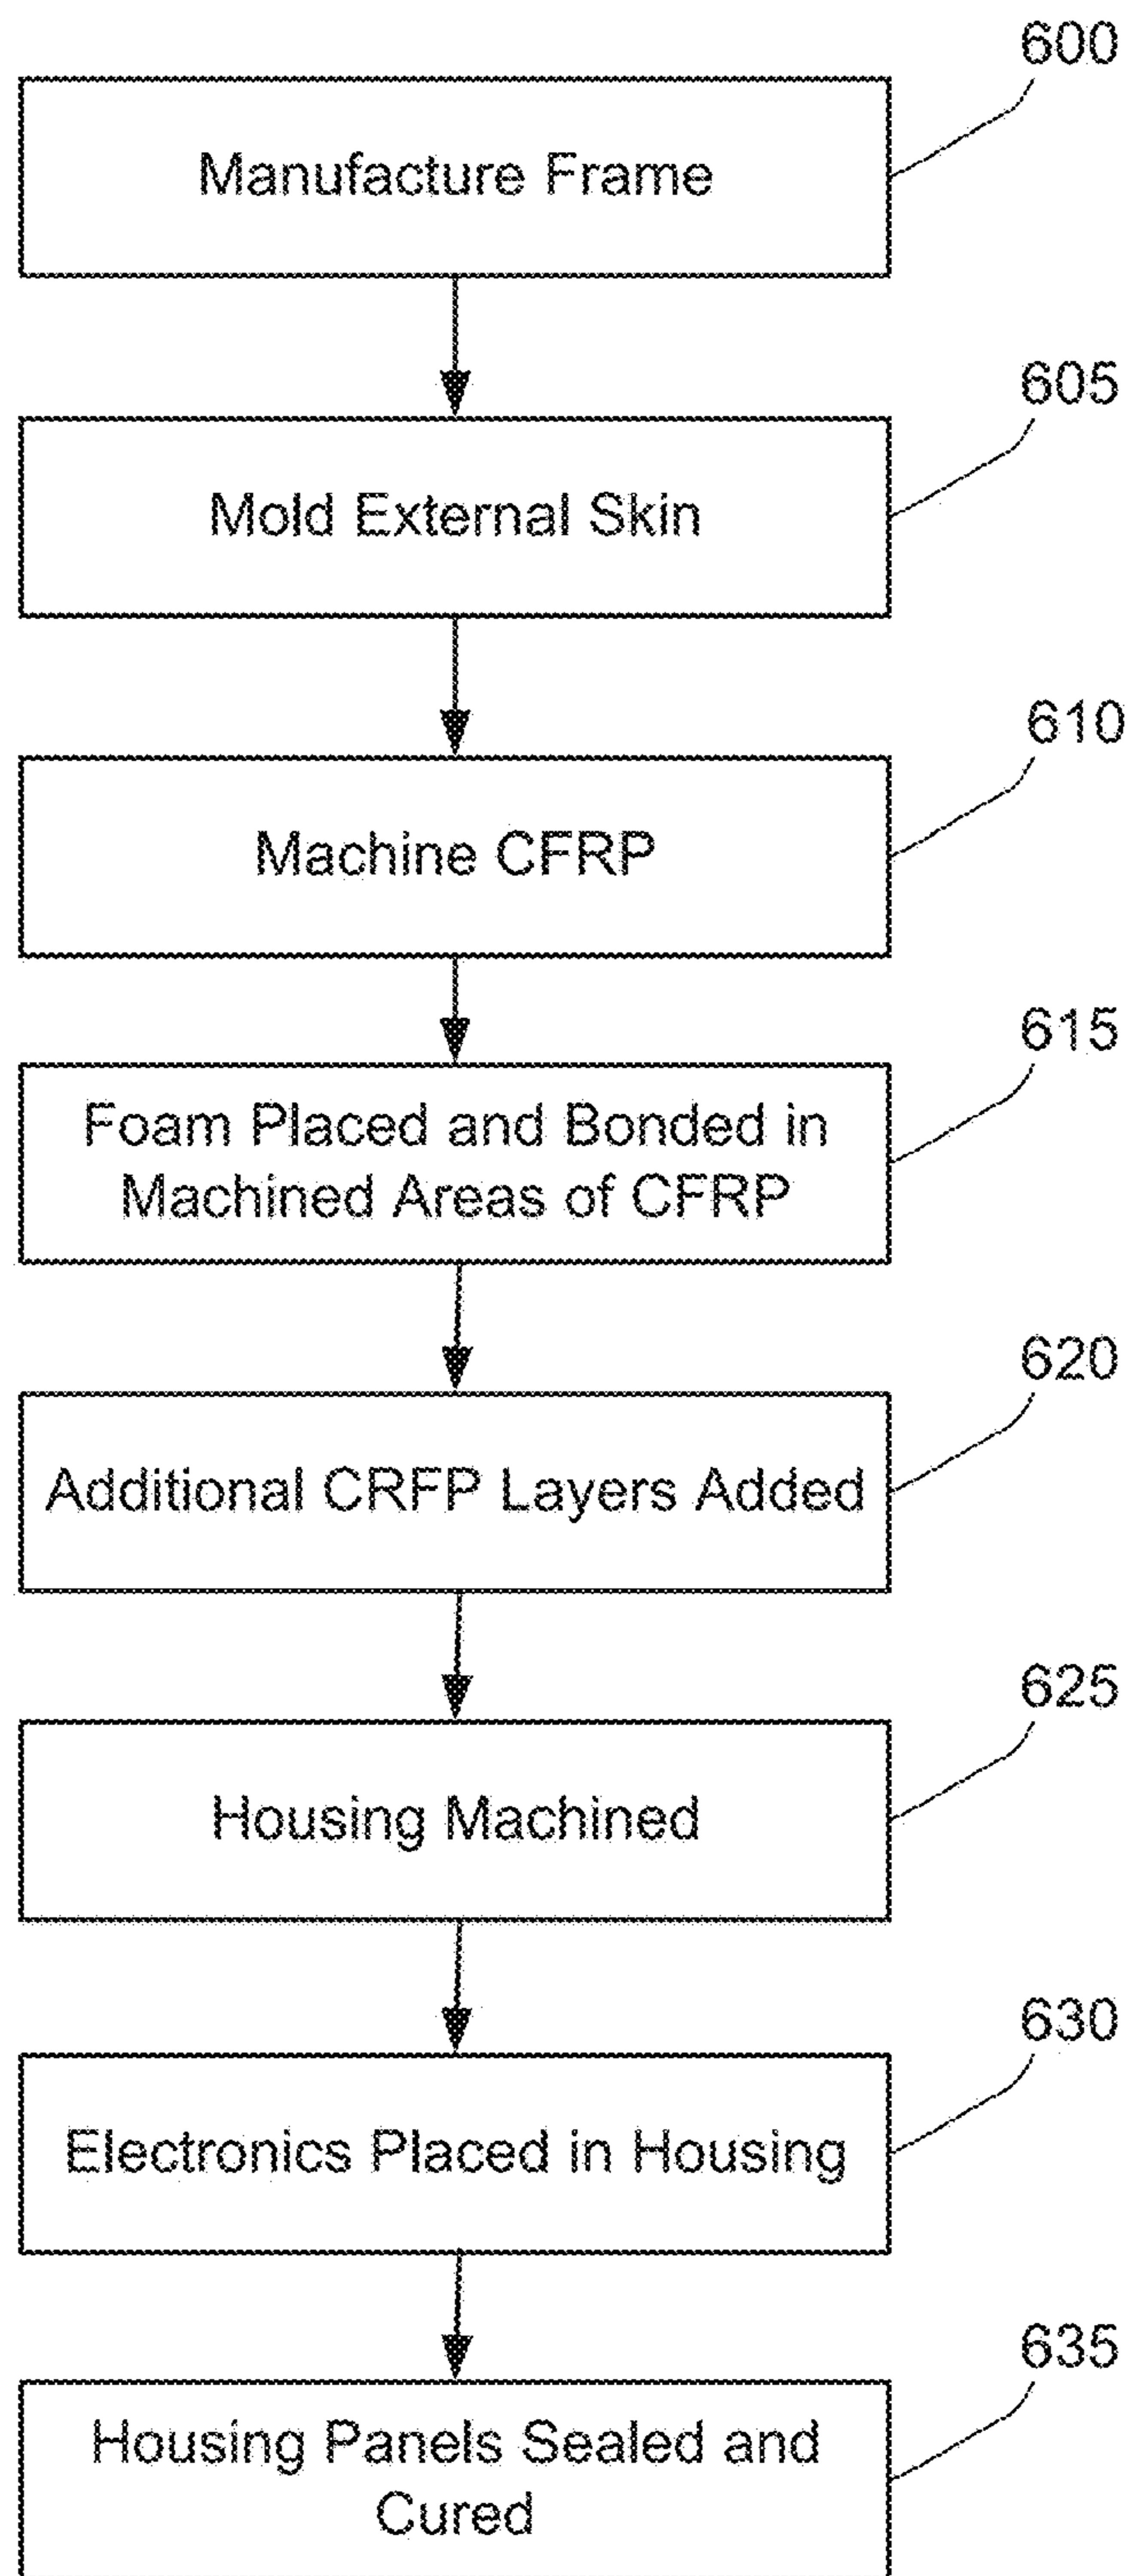 600
Manufacture Frame
605
Mold External Skin
610
Machine CFRP
615
Foam Placed and Bonded in
Machined Areas of CFRP
620
Additional CRFP Layers Added
625
Housing Machined
630
Electronics Placed in Housing
635
Housing Panels Sealed and
Cured